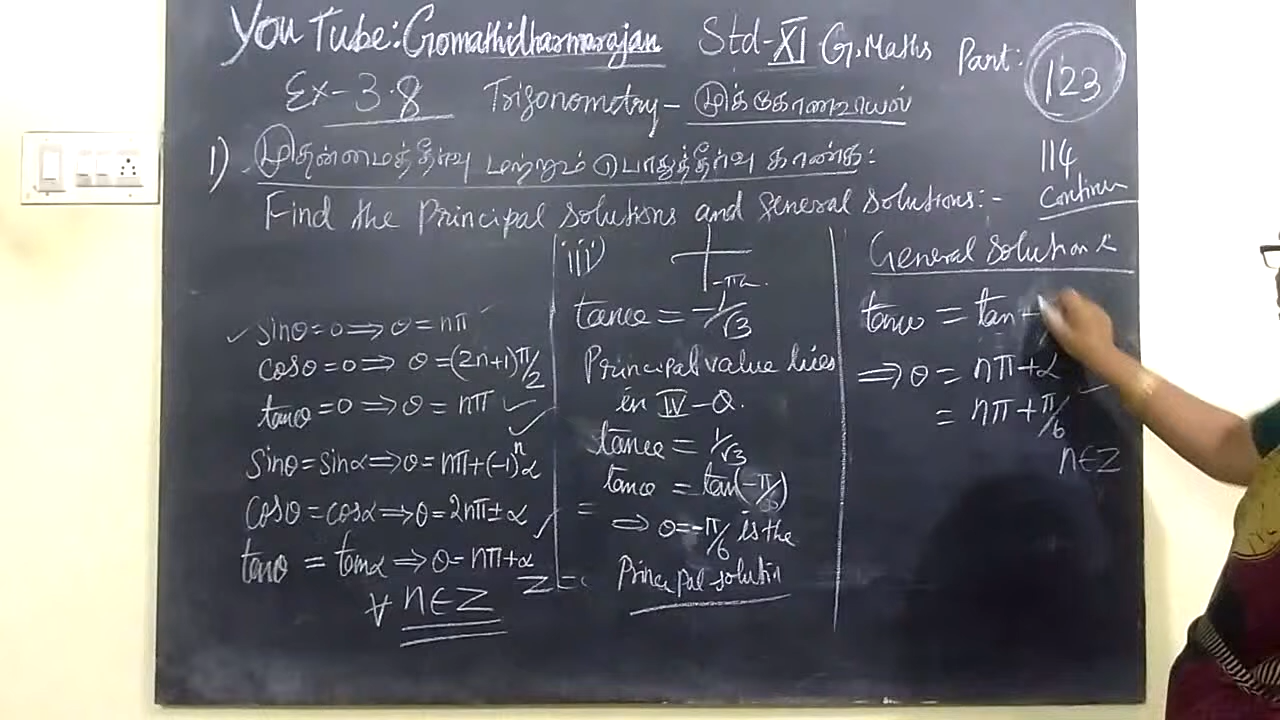 YouTube: Gomathidharmarajan Std-XI G.Maths Part: 123
Ex-3.8 Trigonometry- முக்கோணவியல்
1) முதன்மைத்தீர்வு மற்றும் பொதுத்தீர்வு காண்க:
114
Continu
Find the Principal solutions and general solutions:-
sinθ=0⟹θ=nπ
cosθ=0⟹ θ=(2n+1)π/2
tanθ=0⟹θ=nπ
sinθ=sinα⟹θ=nπ+(-1)ⁿα
cosθ=cosα⟹θ=2nπ±α
tanθ = tanα⟹θ=nπ+α
∀ n∈Z
Z =
iii)
-π/2
tanθ = -1/√3
Principal value lies
in IV-Q.
tanθ = 1/√3
tanθ = tan(-π/6)
=
⟹ θ=-π/6 is the
Principal solutin
General Solution
tanθ = tan
⟹ θ = nπ+α
= nπ+π/6
n∈Z